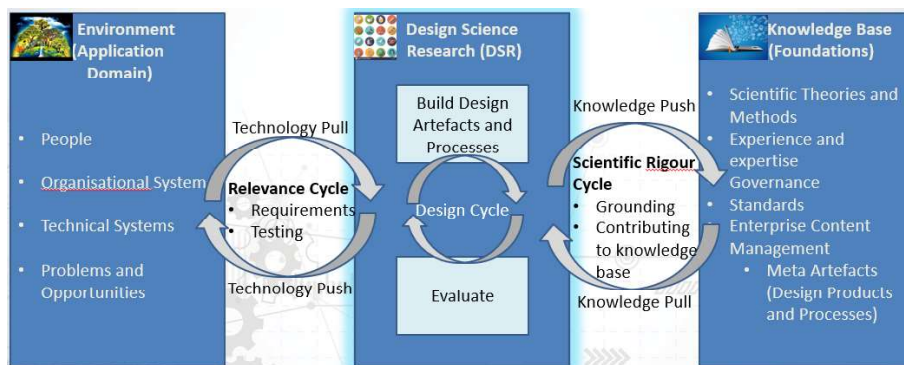 Environment
(Application
Domain)
People
Organisational System
Technical Systems
Problems and
Opportunities
Technology Pull
Relevance Cycle
Requirements
Testing
Technology Push
Design Science
Research (DSR)
Build Design
Artefacts and
Processes
Design Cycle
Evaluate
Knowledge Push
Scientific Rigour
Cycle
Grounding
Contributing
to knowledge
base
Knowledge Pull
Knowledge Base
(Foundations)
Scientific Theories and
Methods
Experience and
expertise
Governance
Standards
Enterprise Content
Management
Meta Artefacts
(Design Products
and Processes)